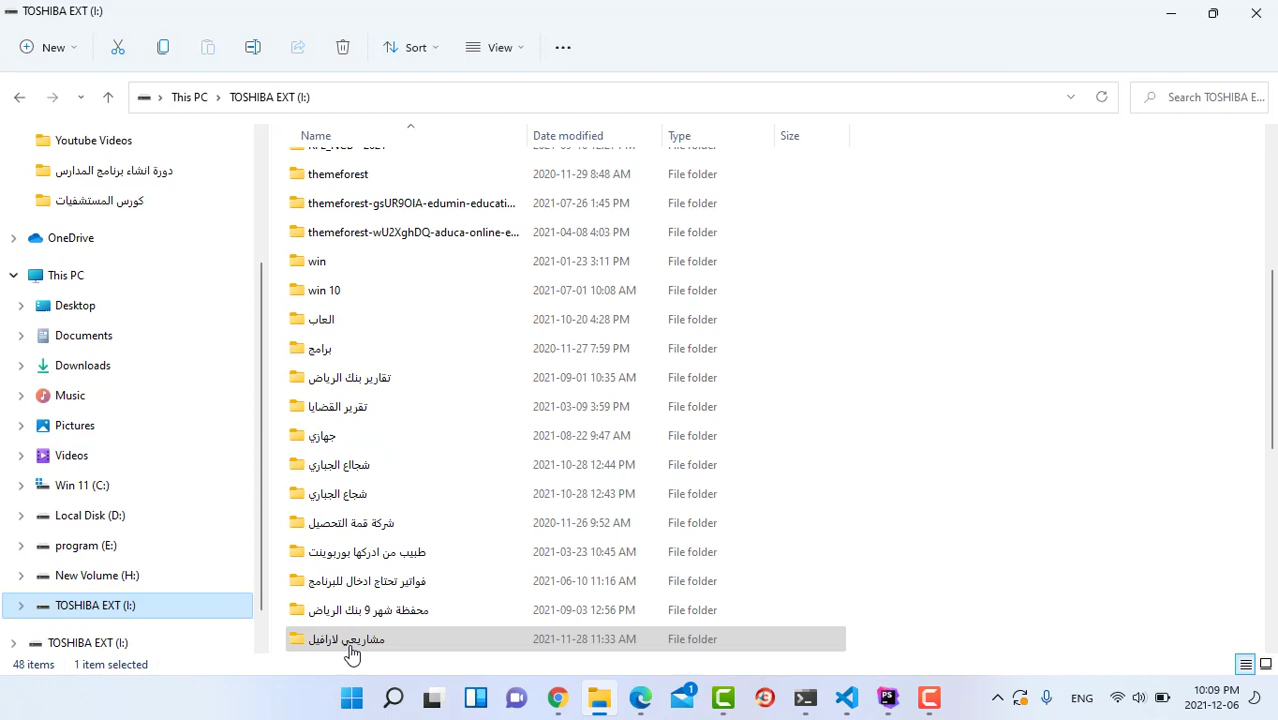 TOSHIBA EXT (I:)
New
Sort
View
This PC
TOSHIBA EXT (I:)
Search TOSHIBA E...
Youtube Videos
دورة انشاء برنامج المدارس
كورس المستشفيات
OneDrive
This PC
Desktop
Documents
Downloads
Music
Pictures
Videos
Win 11 (C:)
Local Disk (D:)
program (E:)
New Volume (H:)
TOSHIBA EXT (I:)
TOSHIBA EXT (I:)
Name Date modified Type Size
themeforest 2020-11-29 8:48 AM File folder
themeforest-gsUR9OIA-edumin-educati... 2021-07-26 1:45 PM File folder
themeforest-wU2XghDQ-aduca-online-e... 2021-04-08 4:03 PM File folder
win 2021-01-23 3:11 PM File folder
win 10 2021-07-01 10:08 AM File folder
العاب 2021-10-20 4:28 PM File folder
برامج 2020-11-27 7:59 PM File folder
تقارير بنك الرياض 2021-09-01 10:35 AM File folder
تقرير القضايا 2021-03-09 3:59 PM File folder
جهازي 2021-08-22 9:47 AM File folder
شجااع الجباري 2021-10-28 12:44 PM File folder
شجاع الجباري 2021-10-28 12:43 PM File folder
شركة قمة التحصيل 2020-11-26 9:52 AM File folder
طبيب من ادركها بوربوينت 2021-03-23 10:45 AM File folder
فواتير تحتاج ادخال للبرنامج 2021-06-10 11:16 AM File folder
محفظة شهر 9 بنك الرياض 2021-09-03 12:56 PM File folder
مشاريعي لارافيل 2021-11-28 11:33 AM File folder
48 items 1 item selected
1
PS
ENG
10:09 PM
2021-12-06